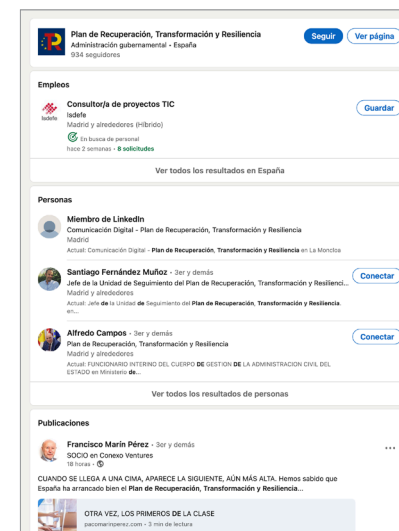 Plan de Recuperación, Transformación y Resiliencia
Administración gubernamental • España
934 seguidores
Seguir
Ver página
Empleos
Isdefe
Consultor/a de proyectos TIC
Isdefe
Madrid y alrededores (Híbrido)
En busca de personal
hace 2 semanas • 8 solicitudes
Guardar
Ver todos los resultados en España
Personas
Miembro de LinkedIn
Comunicación Digital - Plan de Recuperación, Transformación y Resiliencia
Madrid
Actual: Comunicación Digital - Plan de Recuperación, Transformación y Resiliencia en La Moncloa
Santiago Fernández Muñoz • 3er y demás
Jefe de la Unidad de Seguimiento del Plan de Recuperación, Transformación y Resilienci...
Madrid y alrededores
Actual: Jefe de la Unidad de Seguimiento del Plan de Recuperación, Transformación y Resiliencia.
en...
Conectar
Alfredo Campos • 3er y demás
Plan de Recuperación, Transformación y Resiliencia
Madrid y alrededores
Actual: FUNCIONARIO INTERINO DEL CUERPO DE GESTION DE LA ADMINISTRACION CIVIL DEL
ESTADO en Ministerio de...
Conectar
Ver todos los resultados de personas
Publicaciones
Francisco Marín Pérez • 3er y demás
SOCIO en Conexo Ventures
18 horas •
...
CUANDO SE LLEGA A UNA CIMA, APARECE LA SIGUIENTE, AÚN MÁS ALTA. Hemos sabido que
España ha arrancado bien el Plan de Recuperación, Transformación y Resiliencia...
OTRA VEZ, LOS PRIMEROS DE LA CLASE
pacomarinperez.com • 3 min de lectura